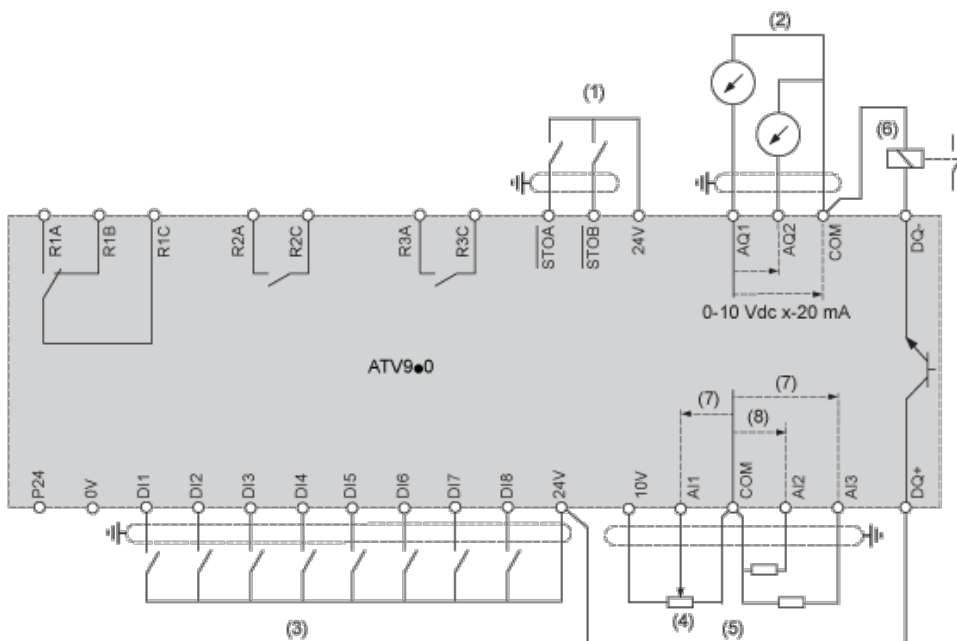 (2)
(1)
(6)
R1A
R1B
R1C
R2A
R2C
R3A
R3C
STOA
STOB
24V
AQ1
AQ2
COM
DQ-
0-10 Vdc x-20 mA
ATV9●0
(7)
(7)
(8)
P24
0V
DI1
DI2
DI3
DI4
DI5
DI6
DI7
DI8
24V
10V
AI1
COM
AI2
AI3
DQ+
(3)
(4)
(5)